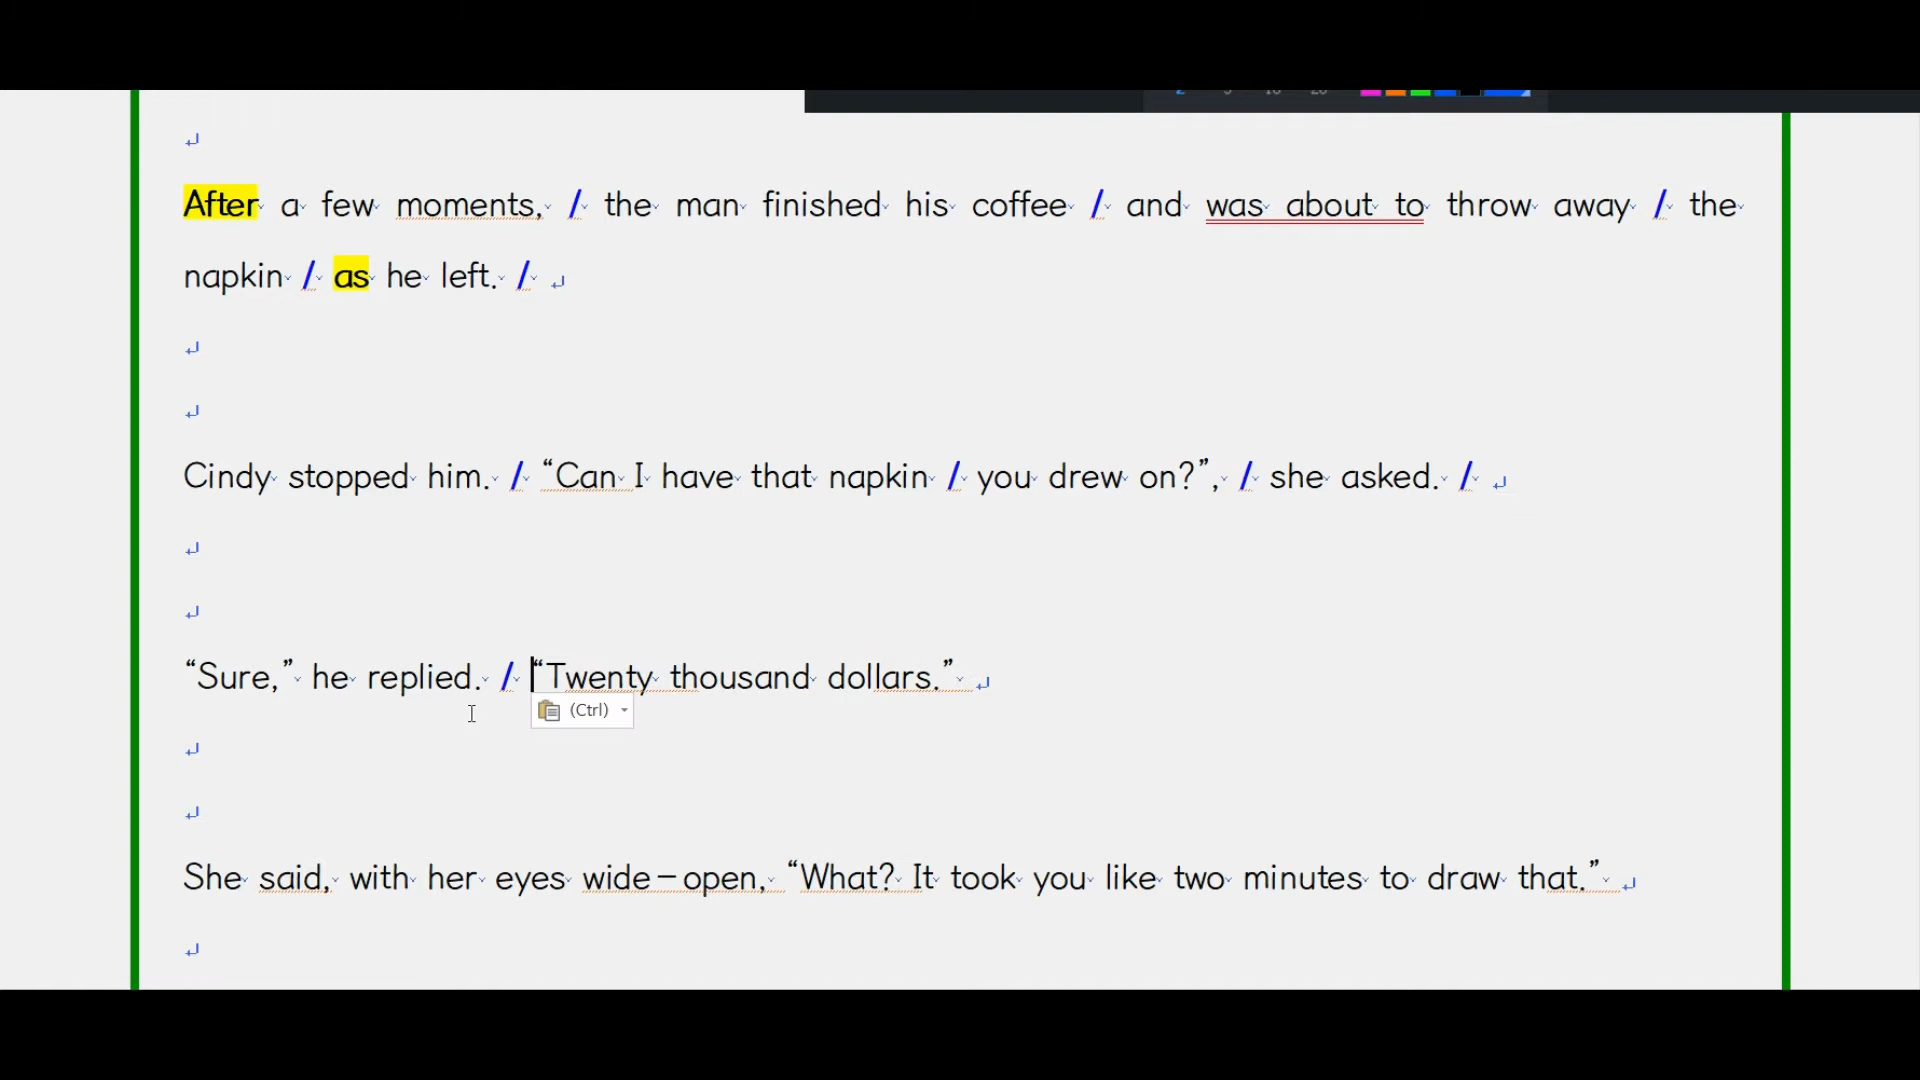 After a few moments, / the man finished his coffee / and was about to throw away / the
napkin / as he left. /
Cindy stopped him. / “Can I have that napkin / you drew on?”, / she asked. /
“Sure,” he replied. / “Twenty thousand dollars.”
(Ctrl)
She said, with her eyes wide-open, “What? It took you like two minutes to draw that.”